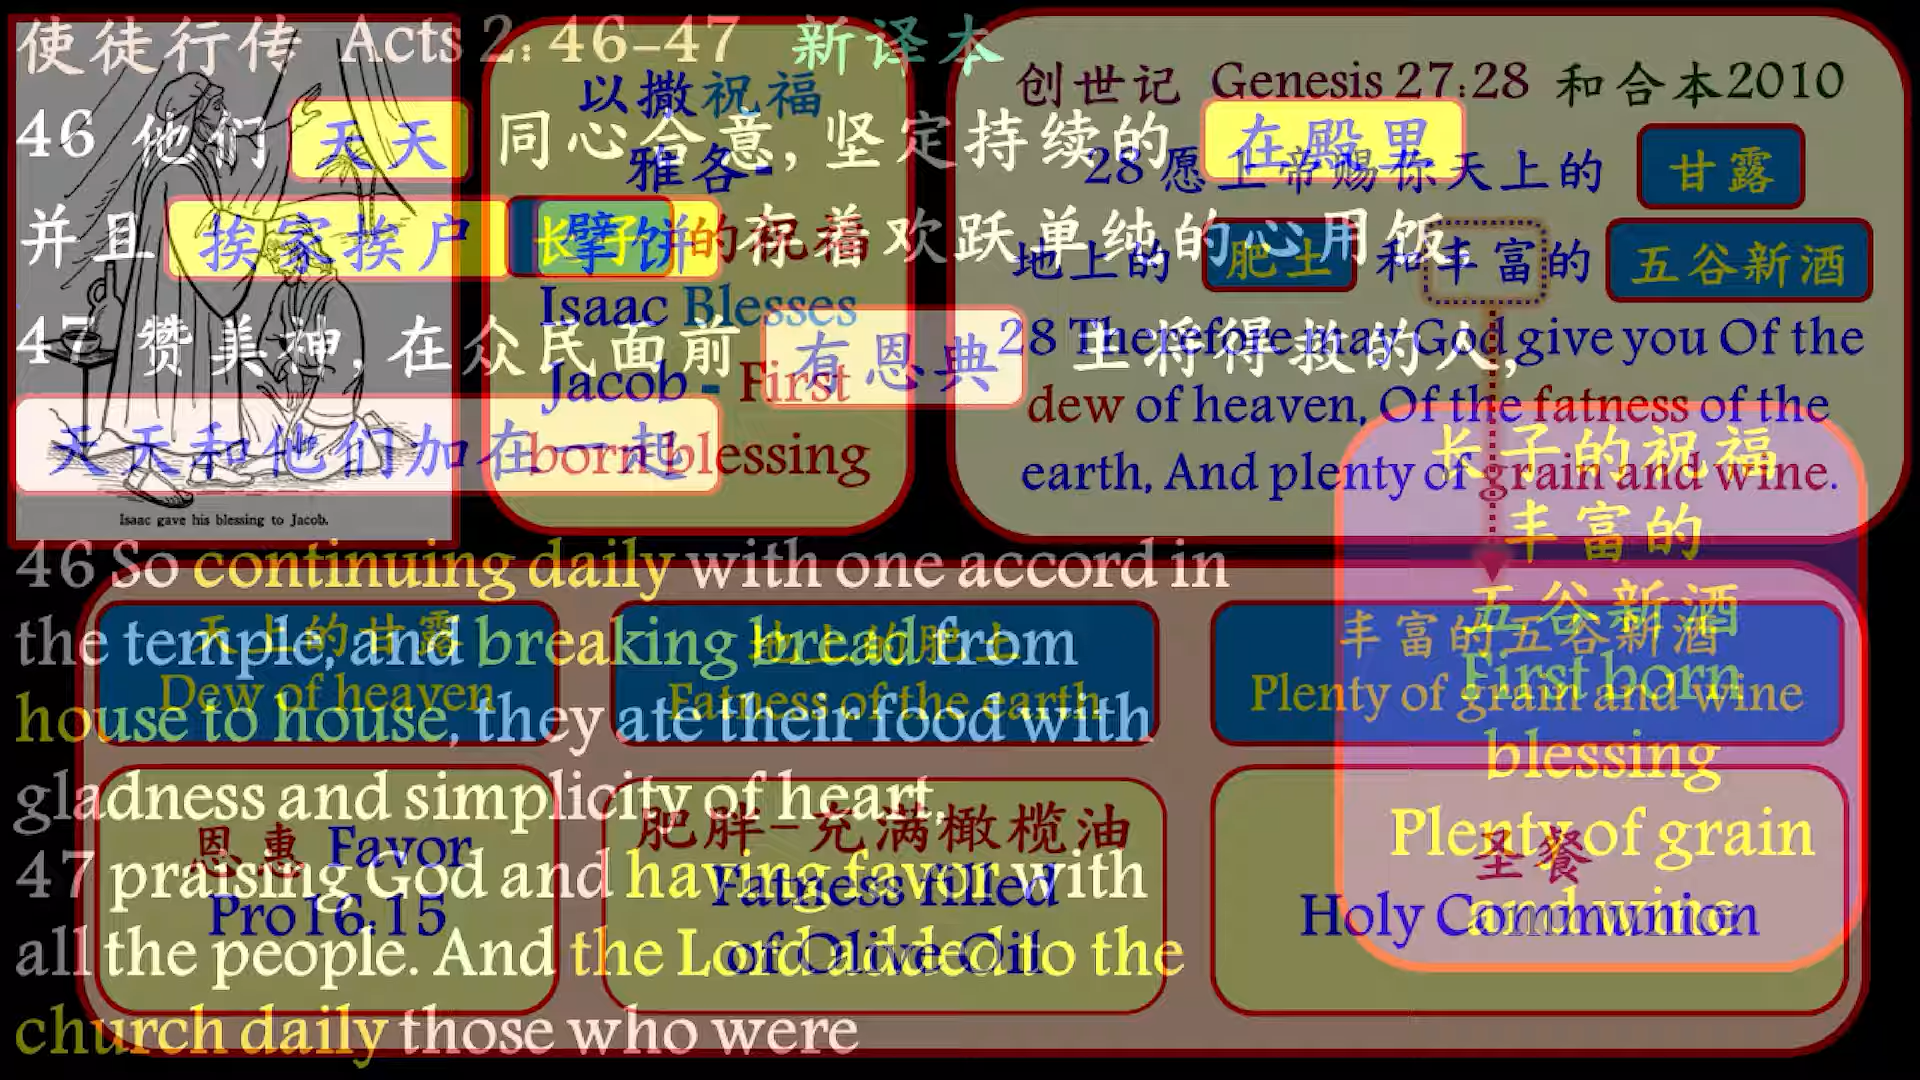 使徒行传 Acts 2: 46-47 新译本
46 他们 天天 同心合意, 坚定持续的 在殿里
并且 挨家挨户 擘饼 存着欢跃单纯的心用饭
47 赞美神, 在众民面前 有恩典 主将得救的人,
天天和他们加在一起
46 So continuing daily with one accord in
the temple, and breaking bread from
house to house, they ate their food with
gladness and simplicity of heart,
47 praising God and having favor with
all the people. And the Lord added to the
church daily those who were
Isaac gave his blessing to Jacob.
以撒祝福
雅各-
长子的祝福
Isaac Blesses
Jacob - First
born blessing
创世记 Genesis 27:28 和合本2010
28 愿上帝赐你天上的 甘露
地上的 肥土 和丰富的 五谷新酒
28 Therefore may God give you Of the
dew of heaven, Of the fatness of the
earth, And plenty of grain and wine.
天上的甘露
Dew of heaven
地上的肥土
Fatness of the earth
丰富的五谷新酒
Plenty of grain and wine
恩惠 Favor
Pro16:15
肥胖-充满橄榄油
Fatness filled
of Olive Oil
圣餐
Holy Communion
长子的祝福
丰富的
五谷新酒
First born
blessing
Plenty of grain
and wine